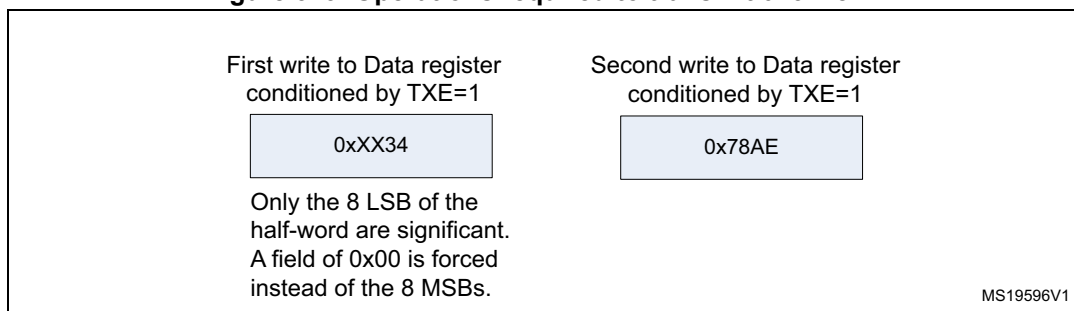 First write to Data register
conditioned by TXE=1
0xXX34
Only the 8 LSB of the
half-word are significant.
A field of 0x00 is forced
instead of the 8 MSBs.
Second write to Data register
conditioned by TXE=1
0x78AE
MS19596V1